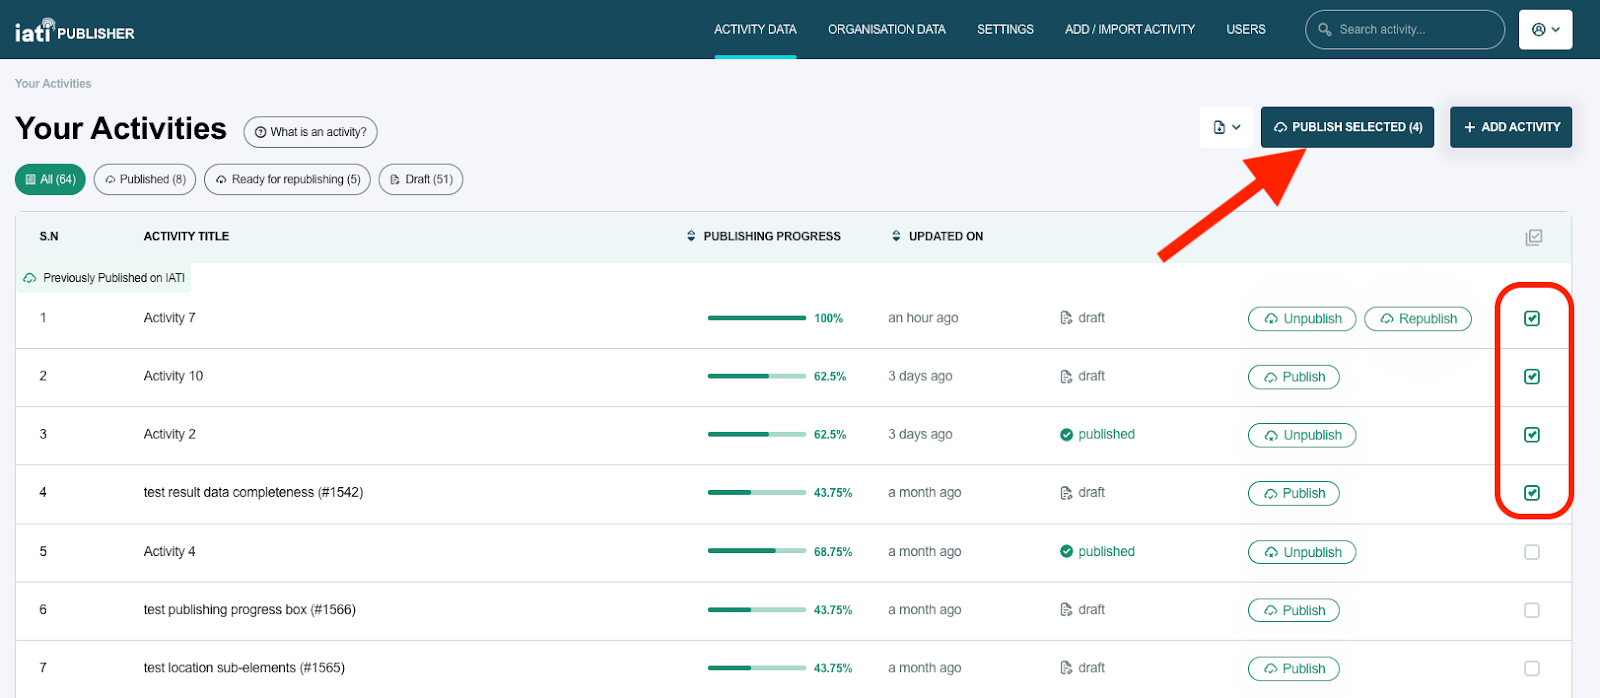 iati PUBLISHER
ACTIVITY DATA ORGANISATION DATA SETTINGS ADD / IMPORT ACTIVITY USERS Search activity...
Your Activities
Your Activities What is an activity? PUBLISH SELECTED (4) + ADD ACTIVITY
All (64) Published (8) Ready for republishing (5) Draft (51)
S.N ACTIVITY TITLE PUBLISHING PROGRESS UPDATED ON
Previously Published on IATI
1 Activity 7 100% an hour ago draft Unpublish Republish
2 Activity 10 62.5% 3 days ago draft Publish
3 Activity 2 62.5% 3 days ago published Unpublish
4 test result data completeness (#1542) 43.75% a month ago draft Publish
5 Activity 4 68.75% a month ago published Unpublish
6 test publishing progress box (#1566) 43.75% a month ago draft Publish
7 test location sub-elements (#1565) 43.75% a month ago draft Publish